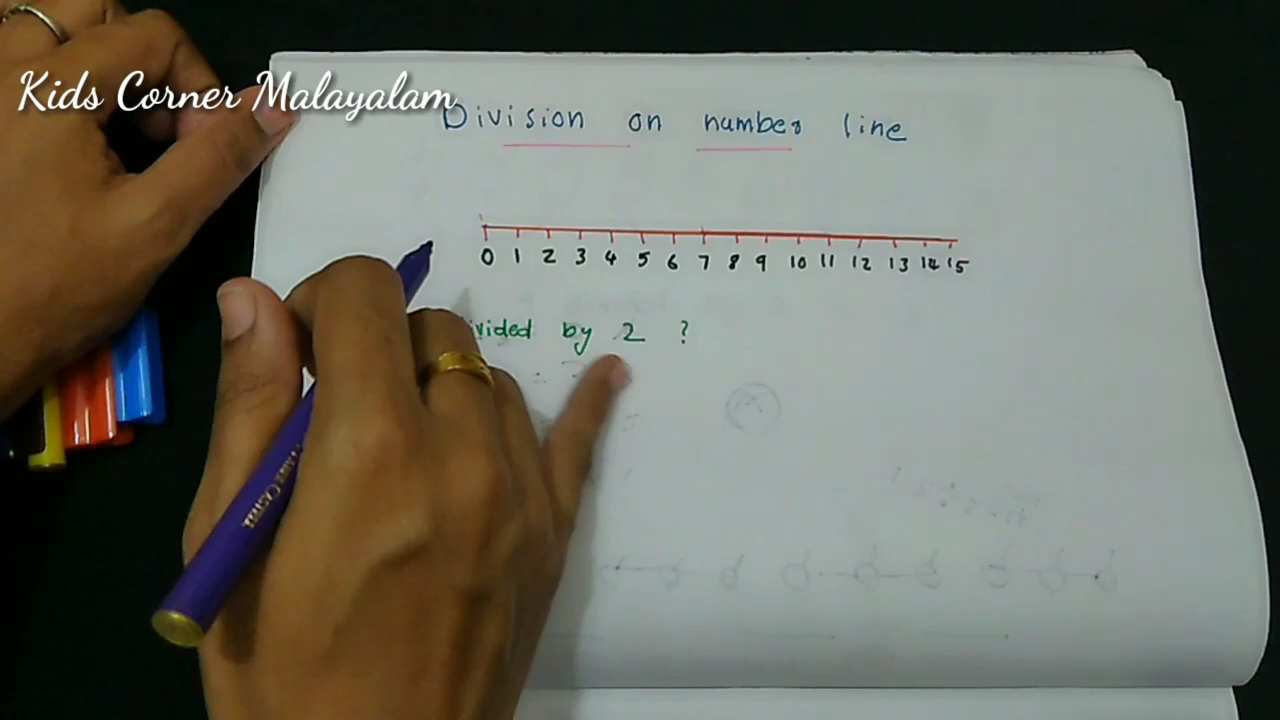 Kids Corner Malayalam
Division on number line
0 1 2 3 4 5 6 7 8 9 10 11 12 13 14 15
by 2 ?